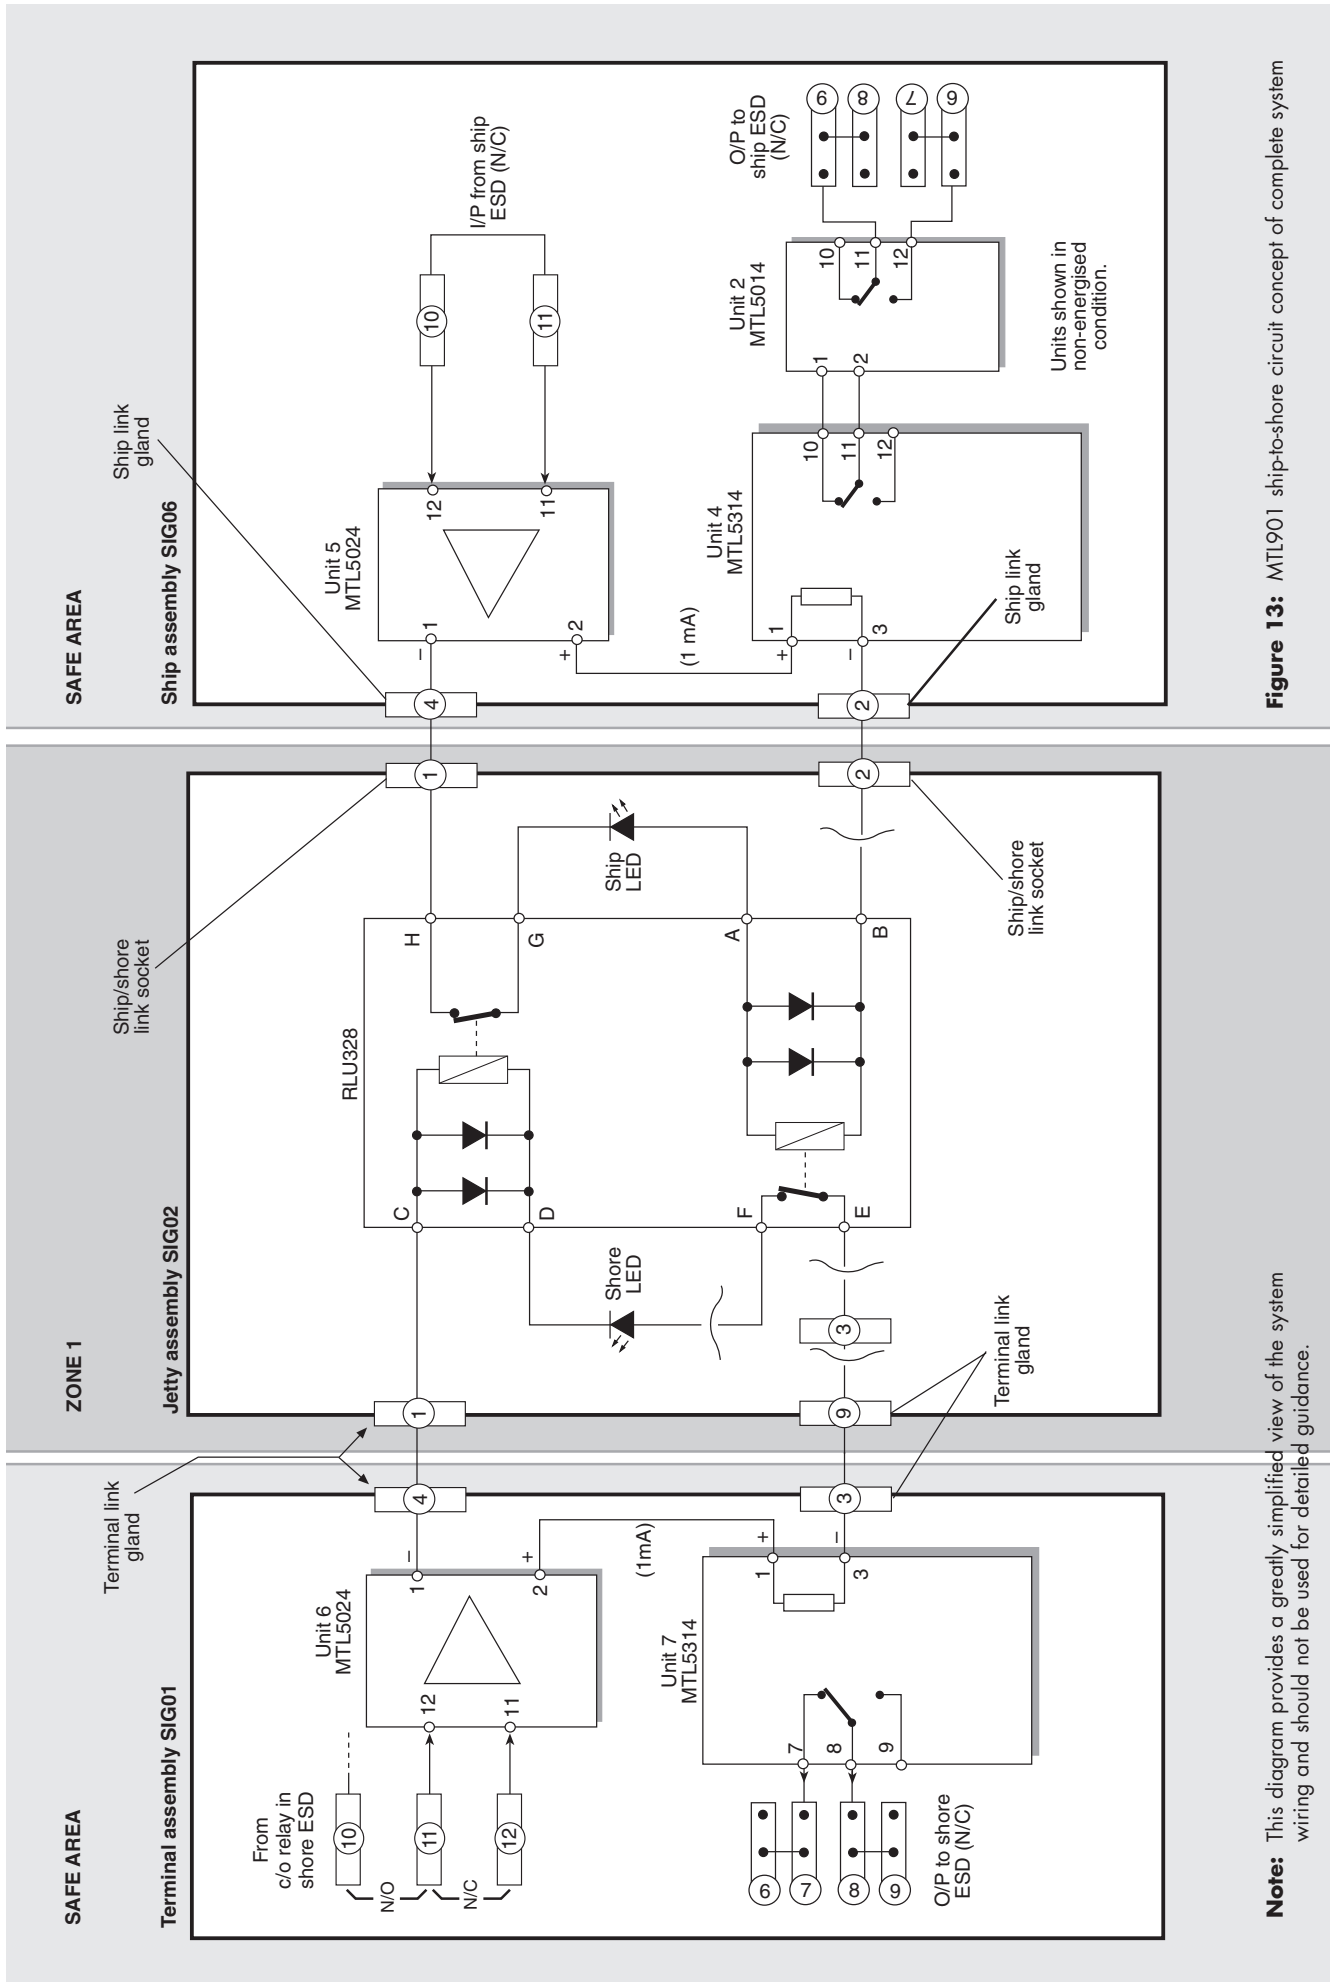 SAFE AREA
Terminal assembly SIG01
From
c/o relay in
shore ESD
10
11
12
N/O
N/C
Unit 6
MTL5024
12
11
1
2
–
+
Terminal link
gland
4
(1mA)
Unit 7
MTL5314
7
8
9
1
3
+
–
3
6
7
8
9
O/P to shore
ESD (N/C)
ZONE 1
Jetty assembly SIG02
1
9
3
Terminal link
gland
Shore
LED
RLU328
C
D
F
E
H
G
A
B
Ship
LED
Ship/shore
link socket
1
2
Ship/shore
link socket
SAFE AREA
Ship assembly SIG06
Ship link
gland
4
–
+
Unit 5
MTL5024
1
2
12
11
10
11
I/P from ship
ESD (N/C)
(1 mA)
2
+
–
Unit 4
MTL5314
1
3
10
11
12
Ship link
gland
Unit 2
MTL5014
1
2
10
11
12
O/P to
ship ESD
(N/C)
9
8
7
6
Units shown in
non-energised
condition.
Note: This diagram provides a greatly simplified view of the system
wiring and should not be used for detailed guidance.
Figure 13: MTL901 ship-to-shore circuit concept of complete system